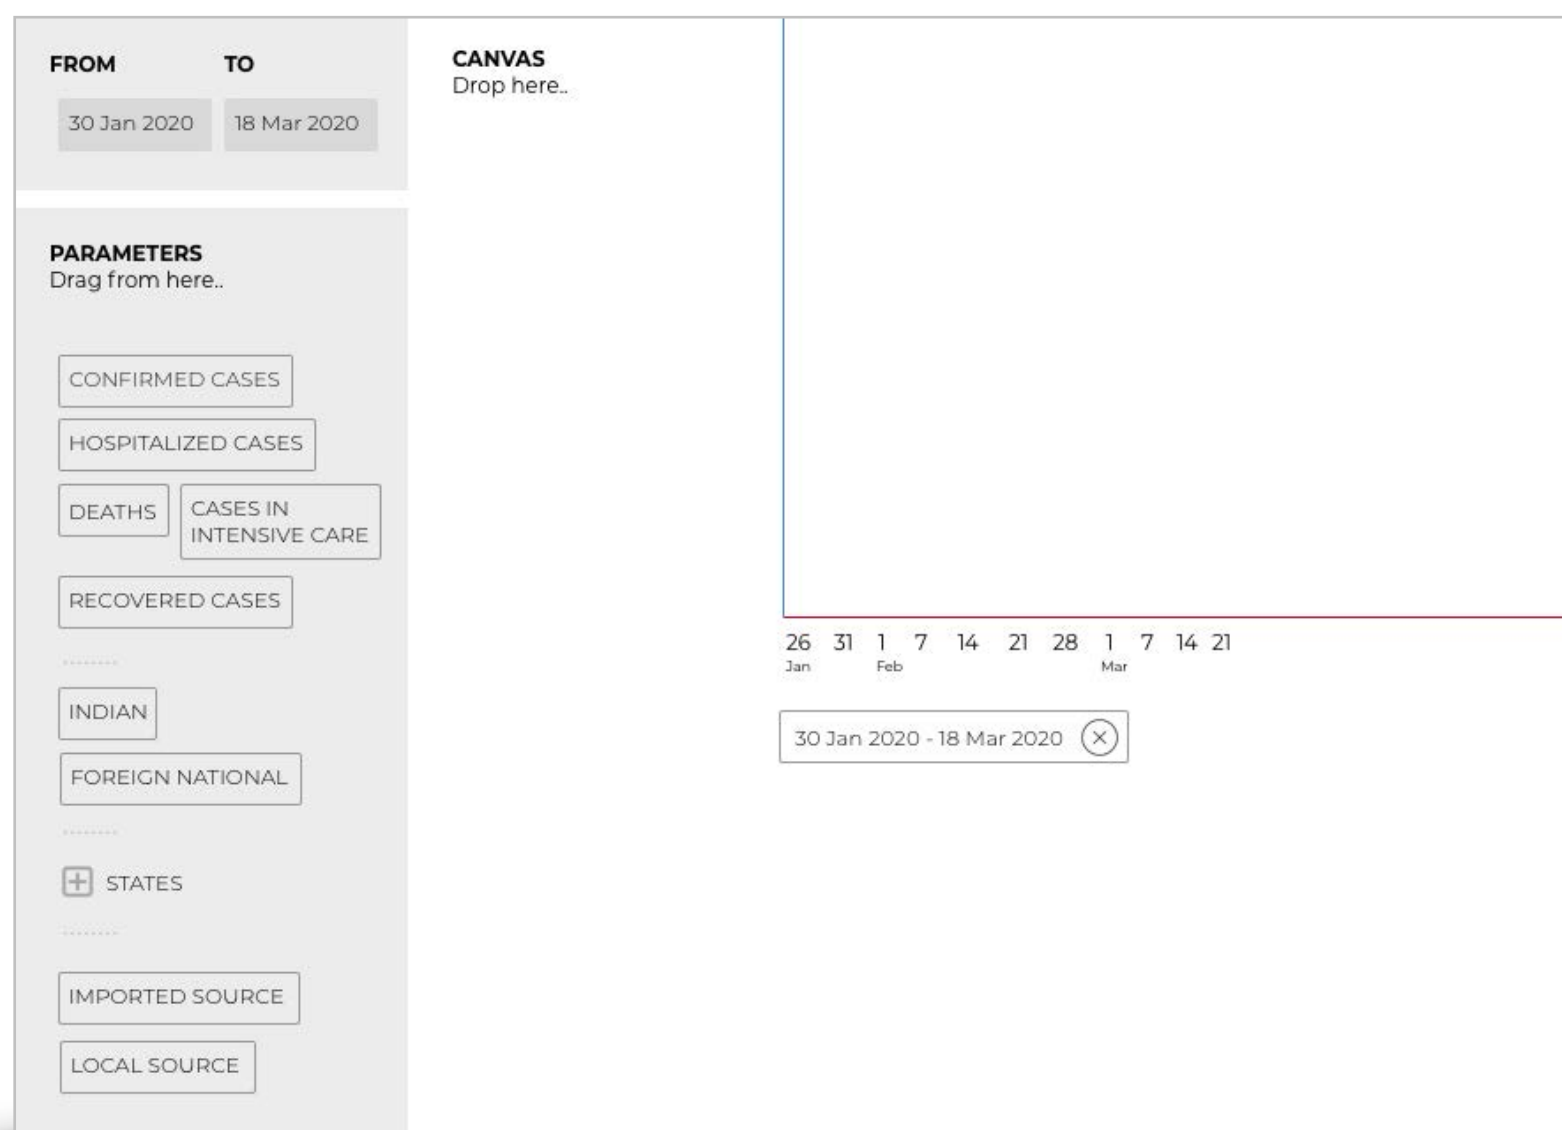 FROM
TO
30 Jan 2020
18 Mar 2020
PARAMETERS
Drag from here..
CONFIRMED CASES
HOSPITALIZED CASES
DEATHS
CASES IN
INTENSIVE CARE
RECOVERED CASES
INDIAN
FOREIGN NATIONAL
STATES
IMPORTED SOURCE
LOCAL SOURCE
CANVAS
Drop here..
26 31 1 7 14 21 28 1 7 14 21
Jan Feb Mar
30 Jan 2020 - 18 Mar 2020